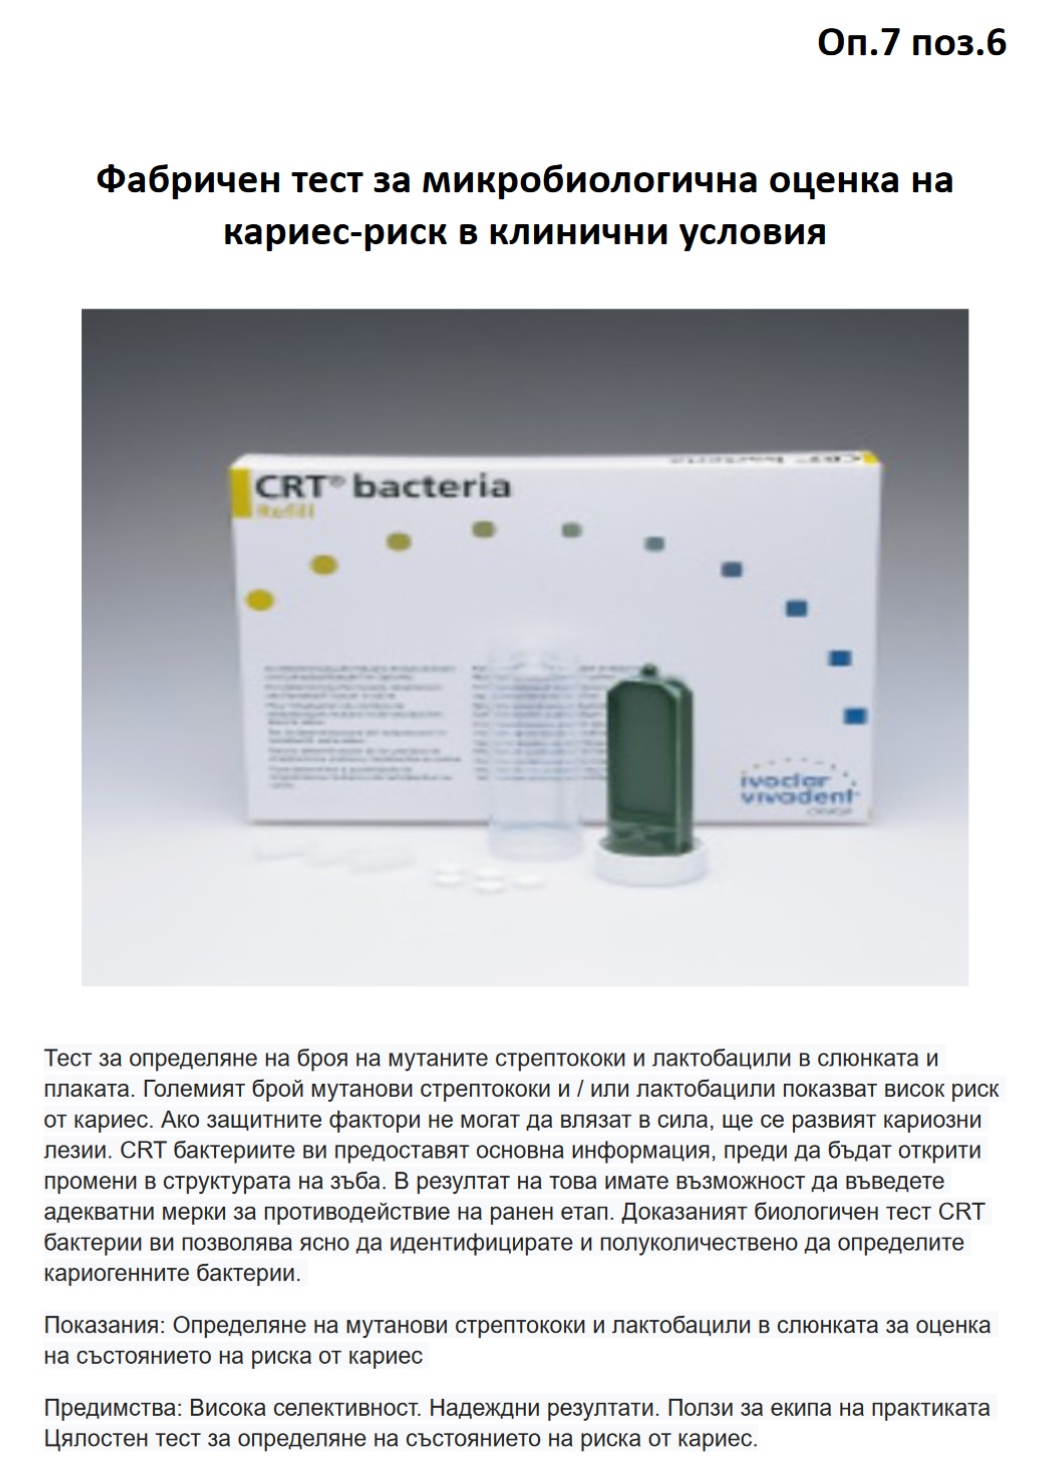 Оп.7 поз.6
Фабричен тест за микробиологична оценка на
кариес-риск в клинични условия
CRT® bacteria
Refill
ivoclar
vivadent
Тест за определяне на броя на мутаните стрептококи и лактобацили в слюнката и
плаката. Големият брой мутанови стрептококи и / или лактобацили показват висок риск
от кариес. Ако защитните фактори не могат да влязат в сила, ще се развият кариозни
лезии. CRT бактериите ви предоставят основна информация, преди да бъдат открити
промени в структурата на зъба. В резултат на това имате възможност да въведете
адекватни мерки за противодействие на ранен етап. Доказаният биологичен тест CRT
бактерии ви позволява ясно да идентифицирате и полуколичествено да определите
кариогенните бактерии.
Показания: Определяне на мутанови стрептококи и лактобацили в слюнката за оценка
на състоянието на риска от кариес
Предимства: Висока селективност. Надеждни резултати. Ползи за екипа на практиката
Цялостен тест за определяне на състоянието на риска от кариес.